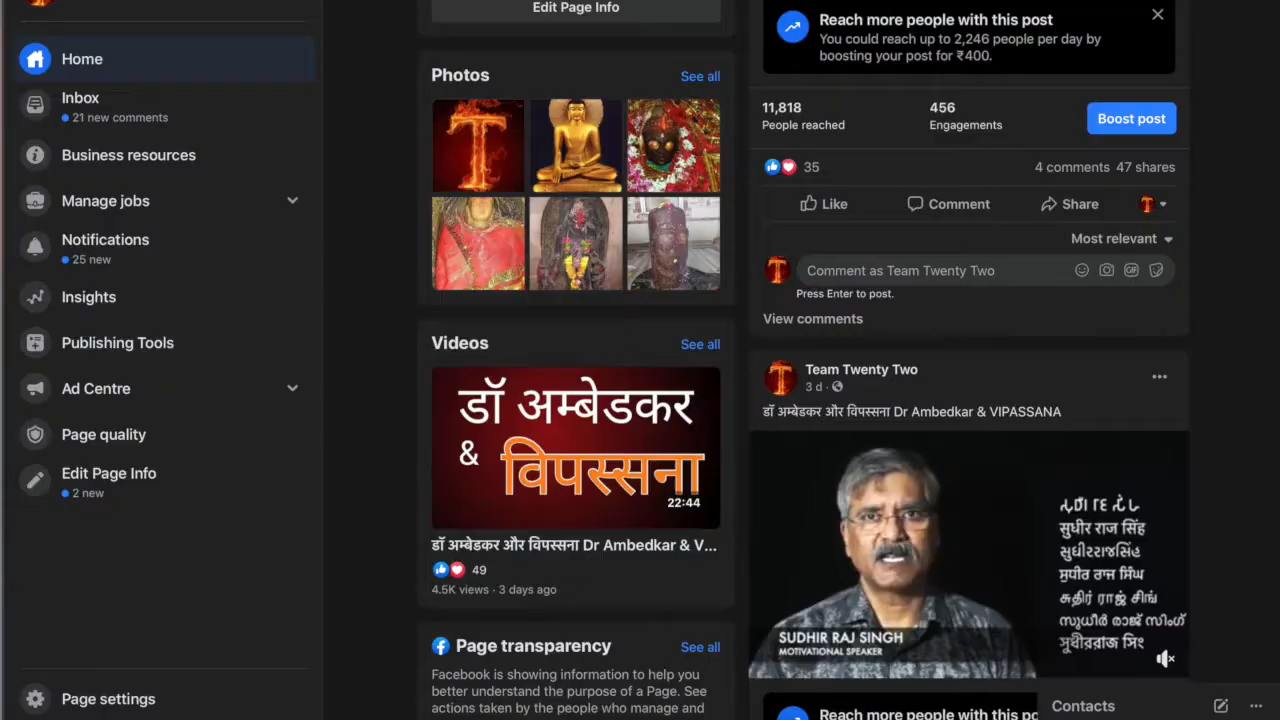 Home
Inbox
21 new comments
Business resources
Manage jobs
Notifications
25 new
Insights
Publishing Tools
Ad Centre
Page quality
Edit Page Info
2 new
Page settings
Edit Page Info
Photos
See all
T
Videos
See all
डॉ अम्बेडकर
&
विपस्सना
22:44
डॉ अम्बेडकर और विपस्सना Dr Ambedkar & V...
49
4.5K views · 3 days ago
Page transparency
See all
Facebook is showing information to help you
better understand the purpose of a Page. See
actions taken by the people who manage and
Reach more people with this post
You could reach up to 2,246 people per day by
boosting your post for ₹400.
11,818
People reached
456
Engagements
Boost post
35
4 comments 47 shares
Like
Comment
Share
Most relevant
Comment as Team Twenty Two
GIF
Press Enter to post.
View comments
Team Twenty Two
3 d
डॉ अम्बेडकर और विपस्सना Dr Ambedkar & VIPASSANA
सुधीर राज सिंह
સુધીરરાજસિંહ
ਸੁਧੀਰ ਰਾਜ ਸਿੰਘ
சுதிர் ராஜ் சிங்
സുധീർ രാജ് സിംഗ്
SUDHIR RAJ SINGH
MOTIVATIONAL SPEAKER
Reach more people with this po
Contacts